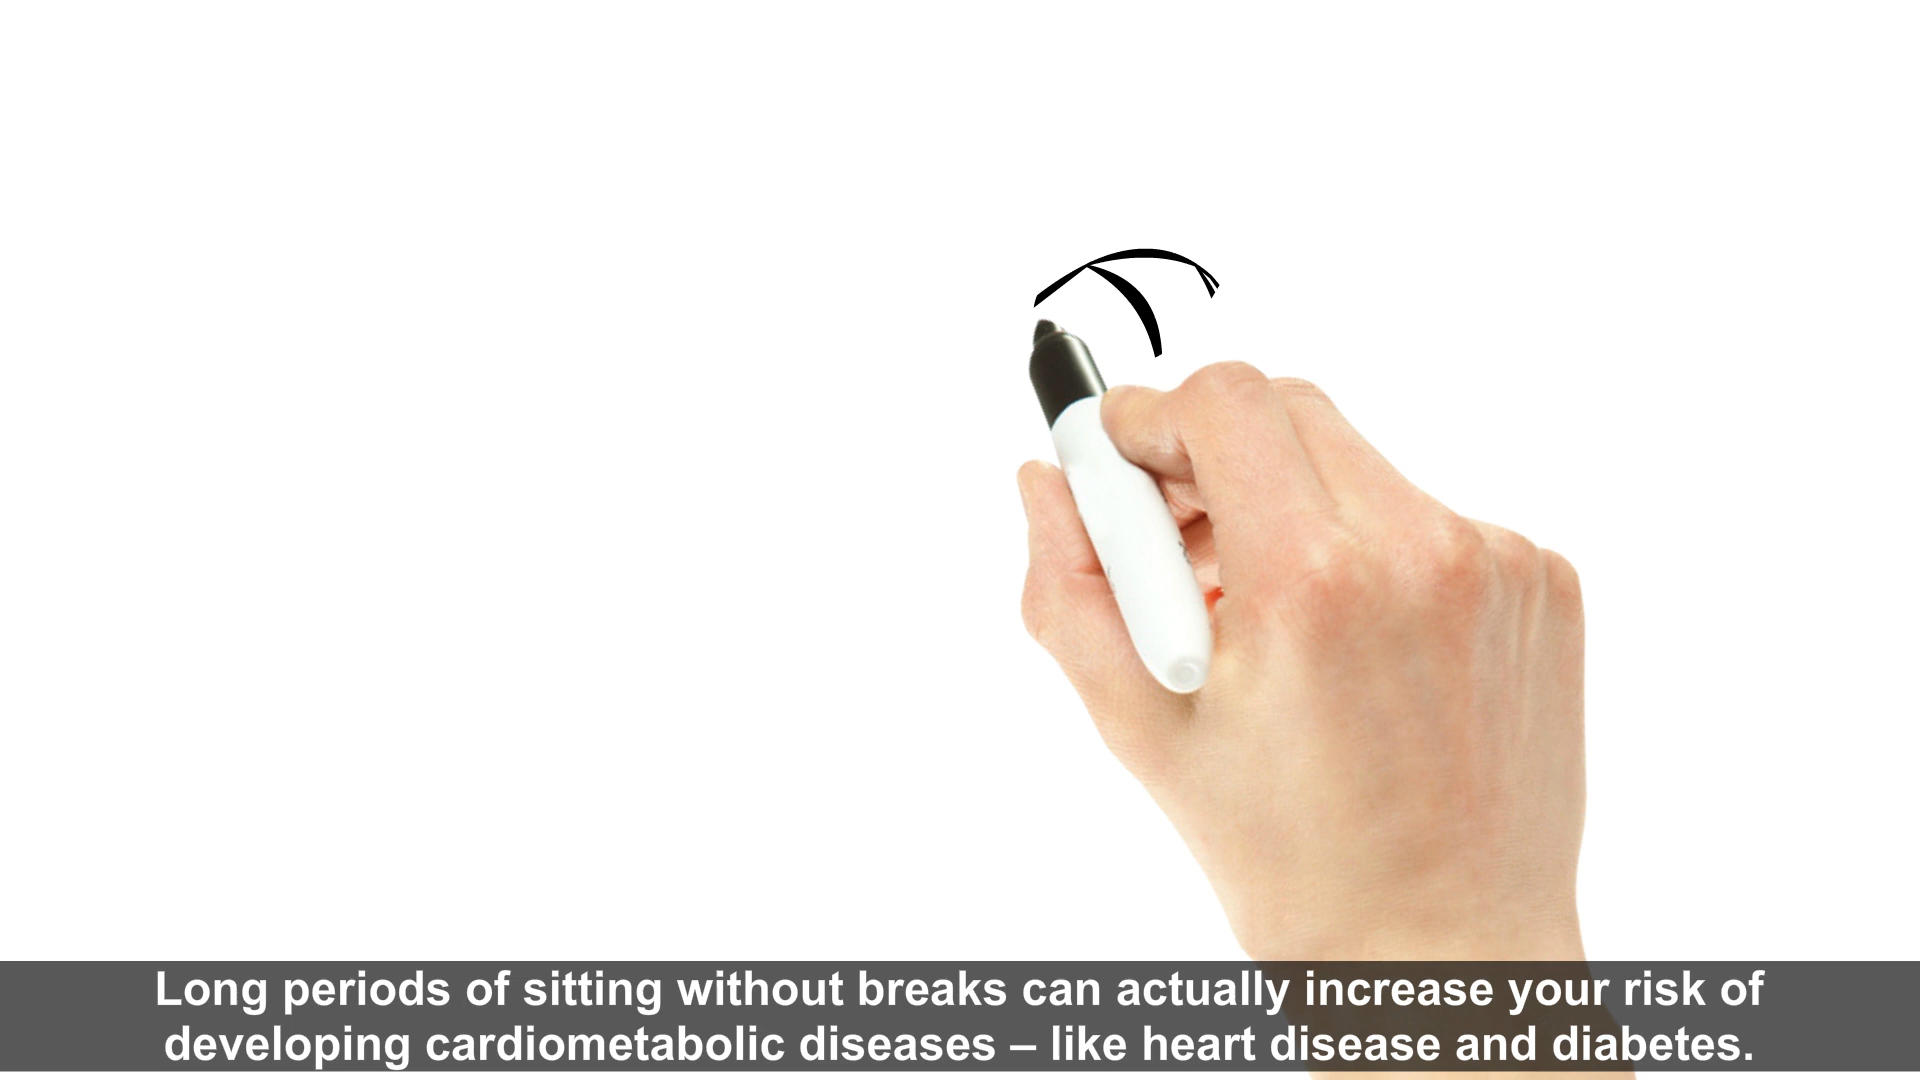 Long periods of sitting without breaks can actually increase your risk of
developing cardiometabolic diseases – like heart disease and diabetes.